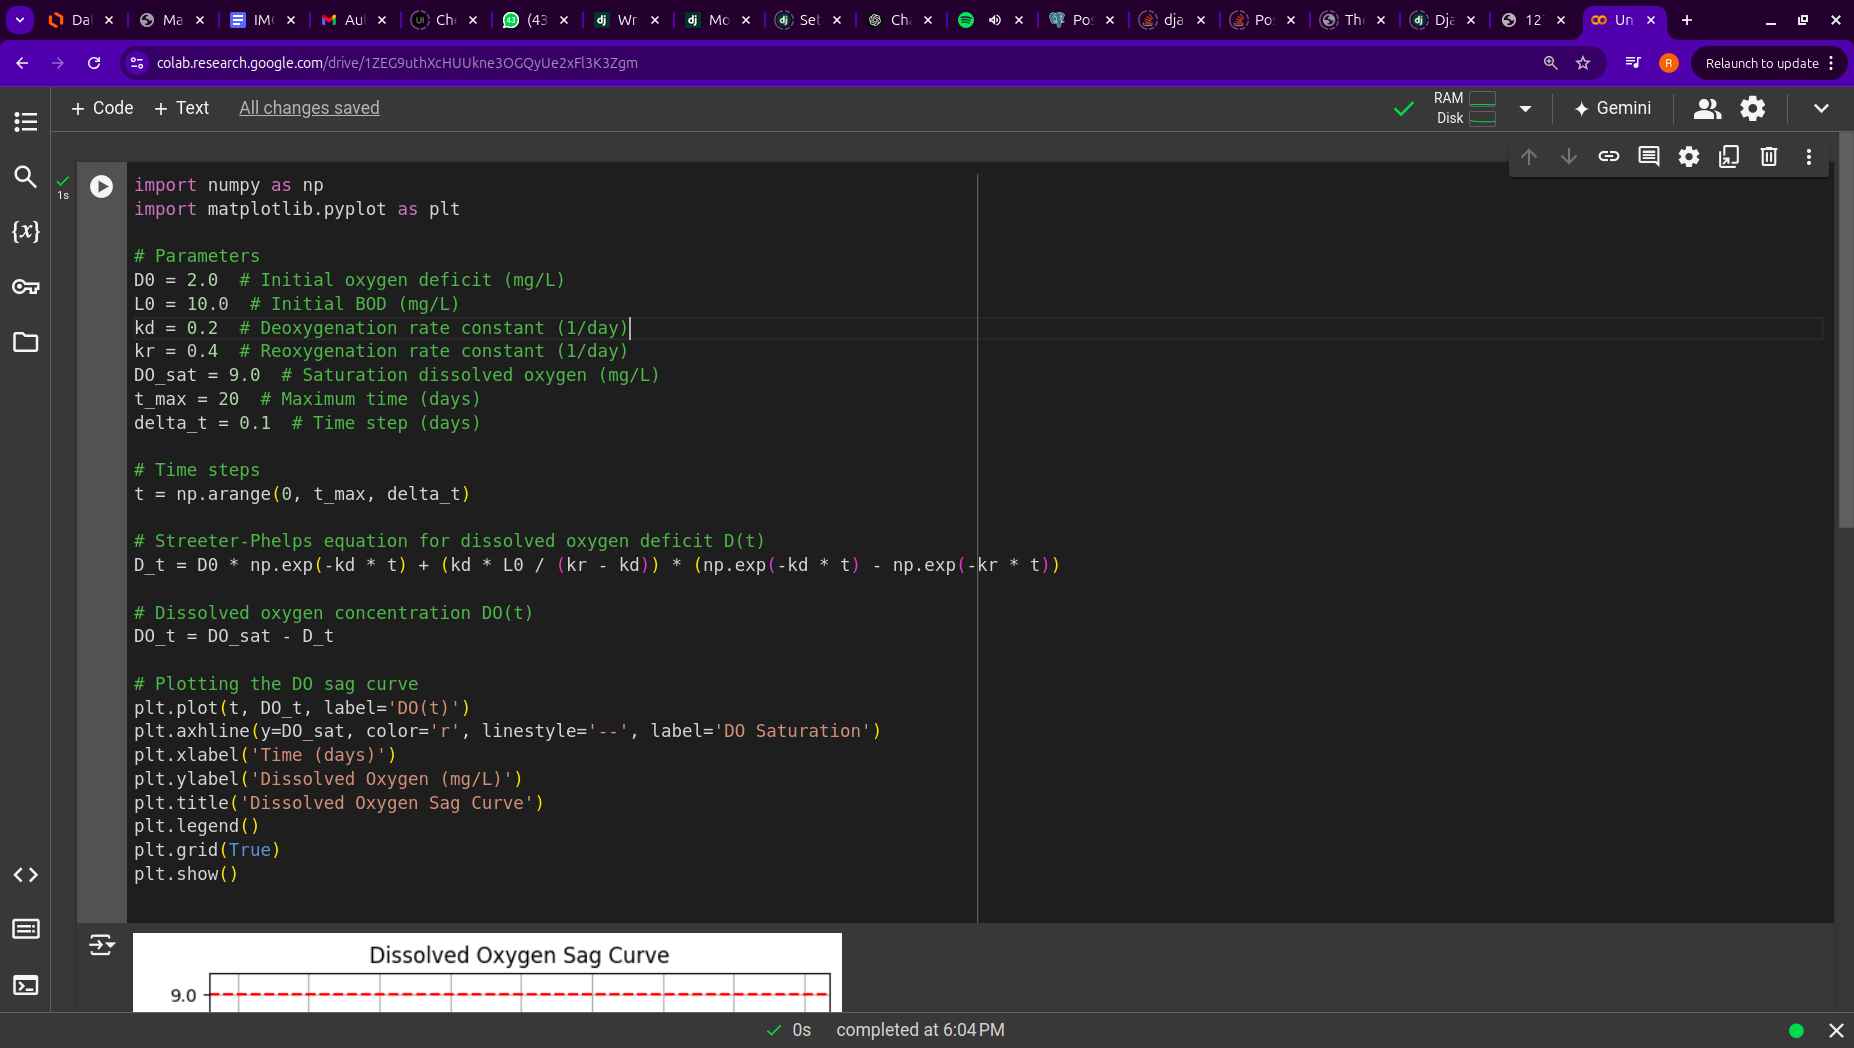 Da
Ma
IM
Au
Ch
(43
Wr
Mo
Set
Ch
Po
dja
Po
Th
Dja
12
Un
colab.research.google.com/drive/1ZEG9uthXcHUUkne3OGQyUe2xFl3K3Zgm
R
Relaunch to update
+ Code + Text All changes saved
RAM
Disk
Gemini
1s
import numpy as np
import matplotlib.pyplot as plt
# Parameters
D0 = 2.0  # Initial oxygen deficit (mg/L)
L0 = 10.0  # Initial BOD (mg/L)
kd = 0.2  # Deoxygenation rate constant (1/day)
kr = 0.4  # Reoxygenation rate constant (1/day)
DO_sat = 9.0  # Saturation dissolved oxygen (mg/L)
t_max = 20  # Maximum time (days)
delta_t = 0.1  # Time step (days)
# Time steps
t = np.arange(0, t_max, delta_t)
# Streeter-Phelps equation for dissolved oxygen deficit D(t)
D_t = D0 * np.exp(-kd * t) + (kd * L0 / (kr - kd)) * (np.exp(-kd * t) - np.exp(-kr * t))
# Dissolved oxygen concentration DO(t)
DO_t = DO_sat - D_t
# Plotting the DO sag curve
plt.plot(t, DO_t, label='DO(t)')
plt.axhline(y=DO_sat, color='r', linestyle='--', label='DO Saturation')
plt.xlabel('Time (days)')
plt.ylabel('Dissolved Oxygen (mg/L)')
plt.title('Dissolved Oxygen Sag Curve')
plt.legend()
plt.grid(True)
plt.show()
Dissolved Oxygen Sag Curve
9.0
0s completed at 6:04 PM